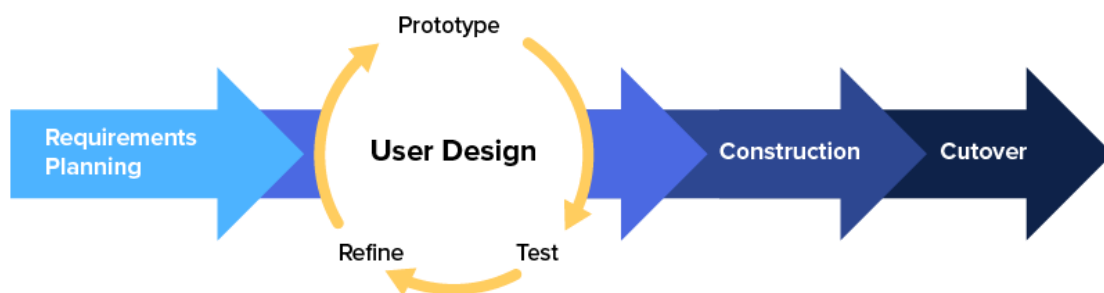 Prototype
Requirements
Planning
User Design
Construction
Cutover
Refine
Test